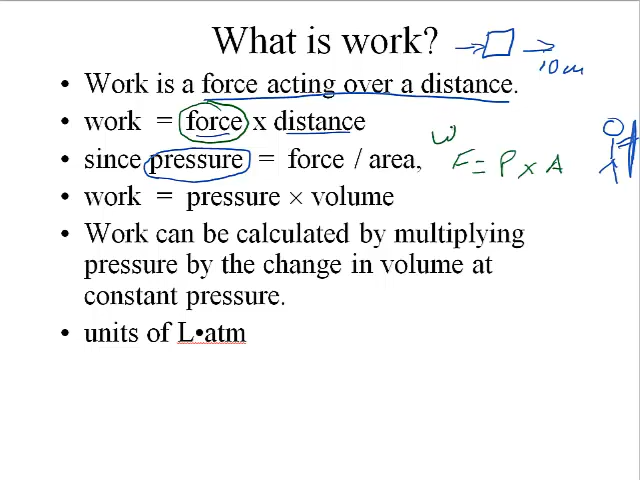 What is work?
10 cm
• Work is a force acting over a distance.
• work = force x distance
W
• since pressure = force / area,
F = P x A
• work = pressure × volume
• Work can be calculated by multiplying
pressure by the change in volume at
constant pressure.
• units of L•atm